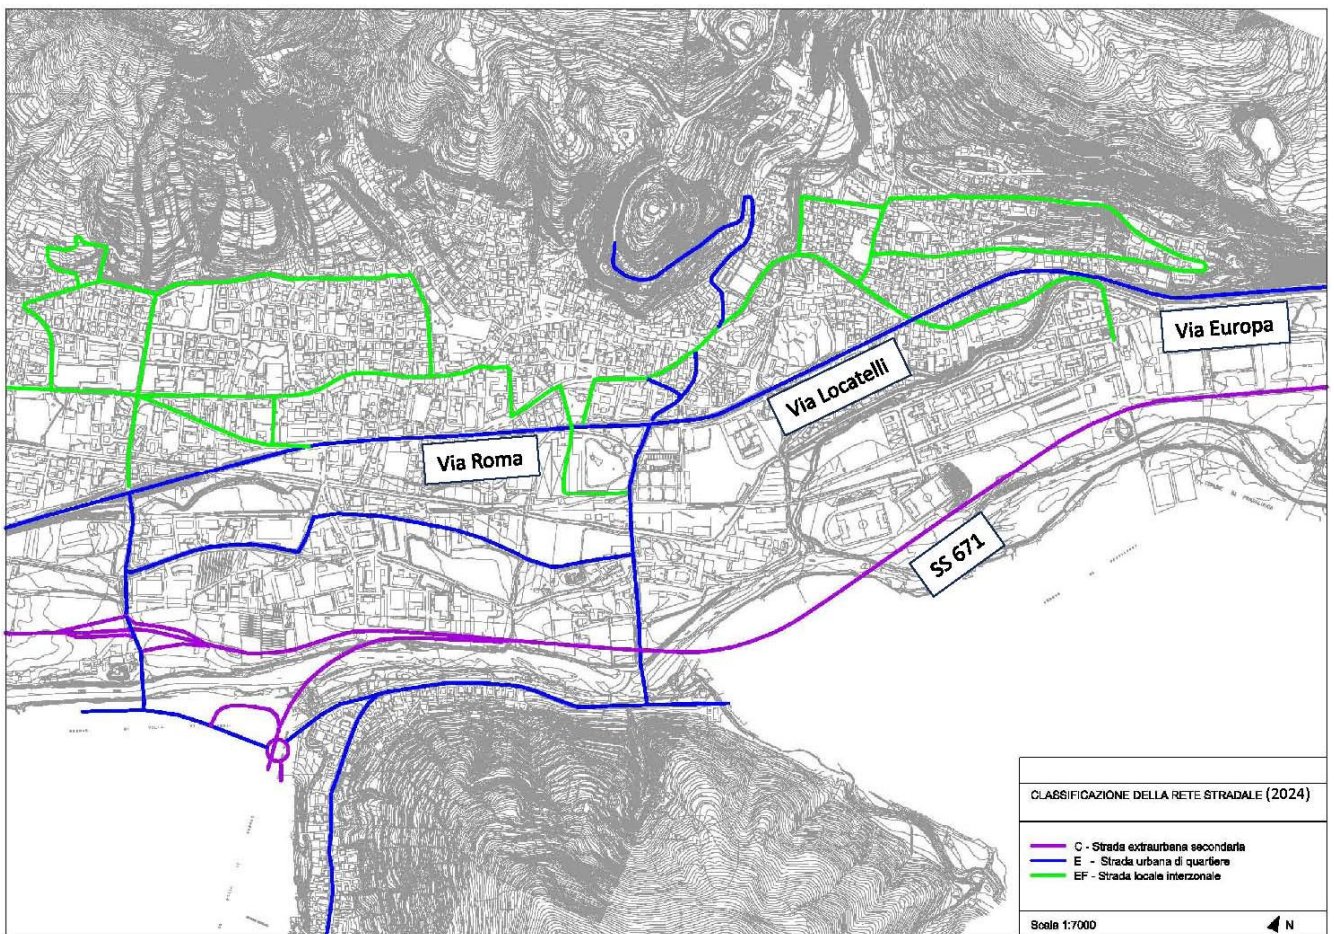 Via Europa
Via Locatelli
Via Roma
SS 671
CLASSIFICAZIONE DELLA RETE STRADALE (2024)
C - Strada extraurbana secondaria
E - Strada urbana di quartiere
EF - Strada locale interzonale
Scala 1:7000
N